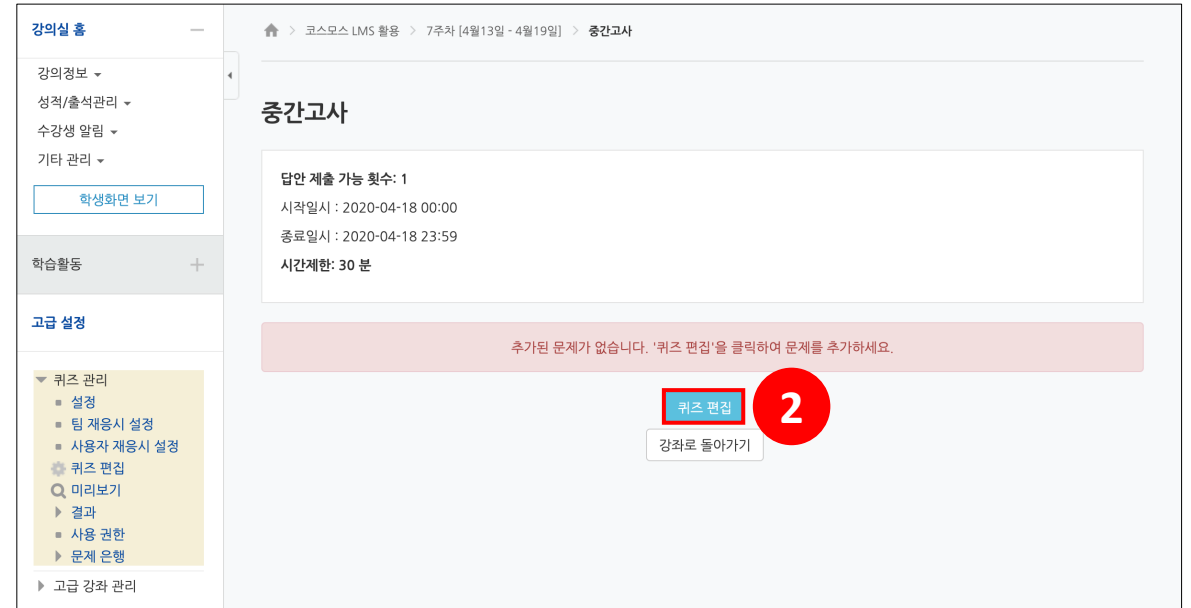 강의실 홈
강의정보
성적/출석관리
수강생 알림
기타 관리
학생화면 보기
학습활동
고급 설정
퀴즈 관리
설정
팀 재응시 설정
사용자 재응시 설정
퀴즈 편집
미리보기
결과
사용 권한
문제 은행
고급 강좌 관리
코스모스 LMS 활용 > 7주차 [4월13일 - 4월19일] > 중간고사
중간고사
답안 제출 가능 횟수: 1
시작일시 : 2020-04-18 00:00
종료일시 : 2020-04-18 23:59
시간제한: 30 분
추가된 문제가 없습니다. '퀴즈 편집'을 클릭하여 문제를 추가하세요.
퀴즈 편집
2
강좌로 돌아가기